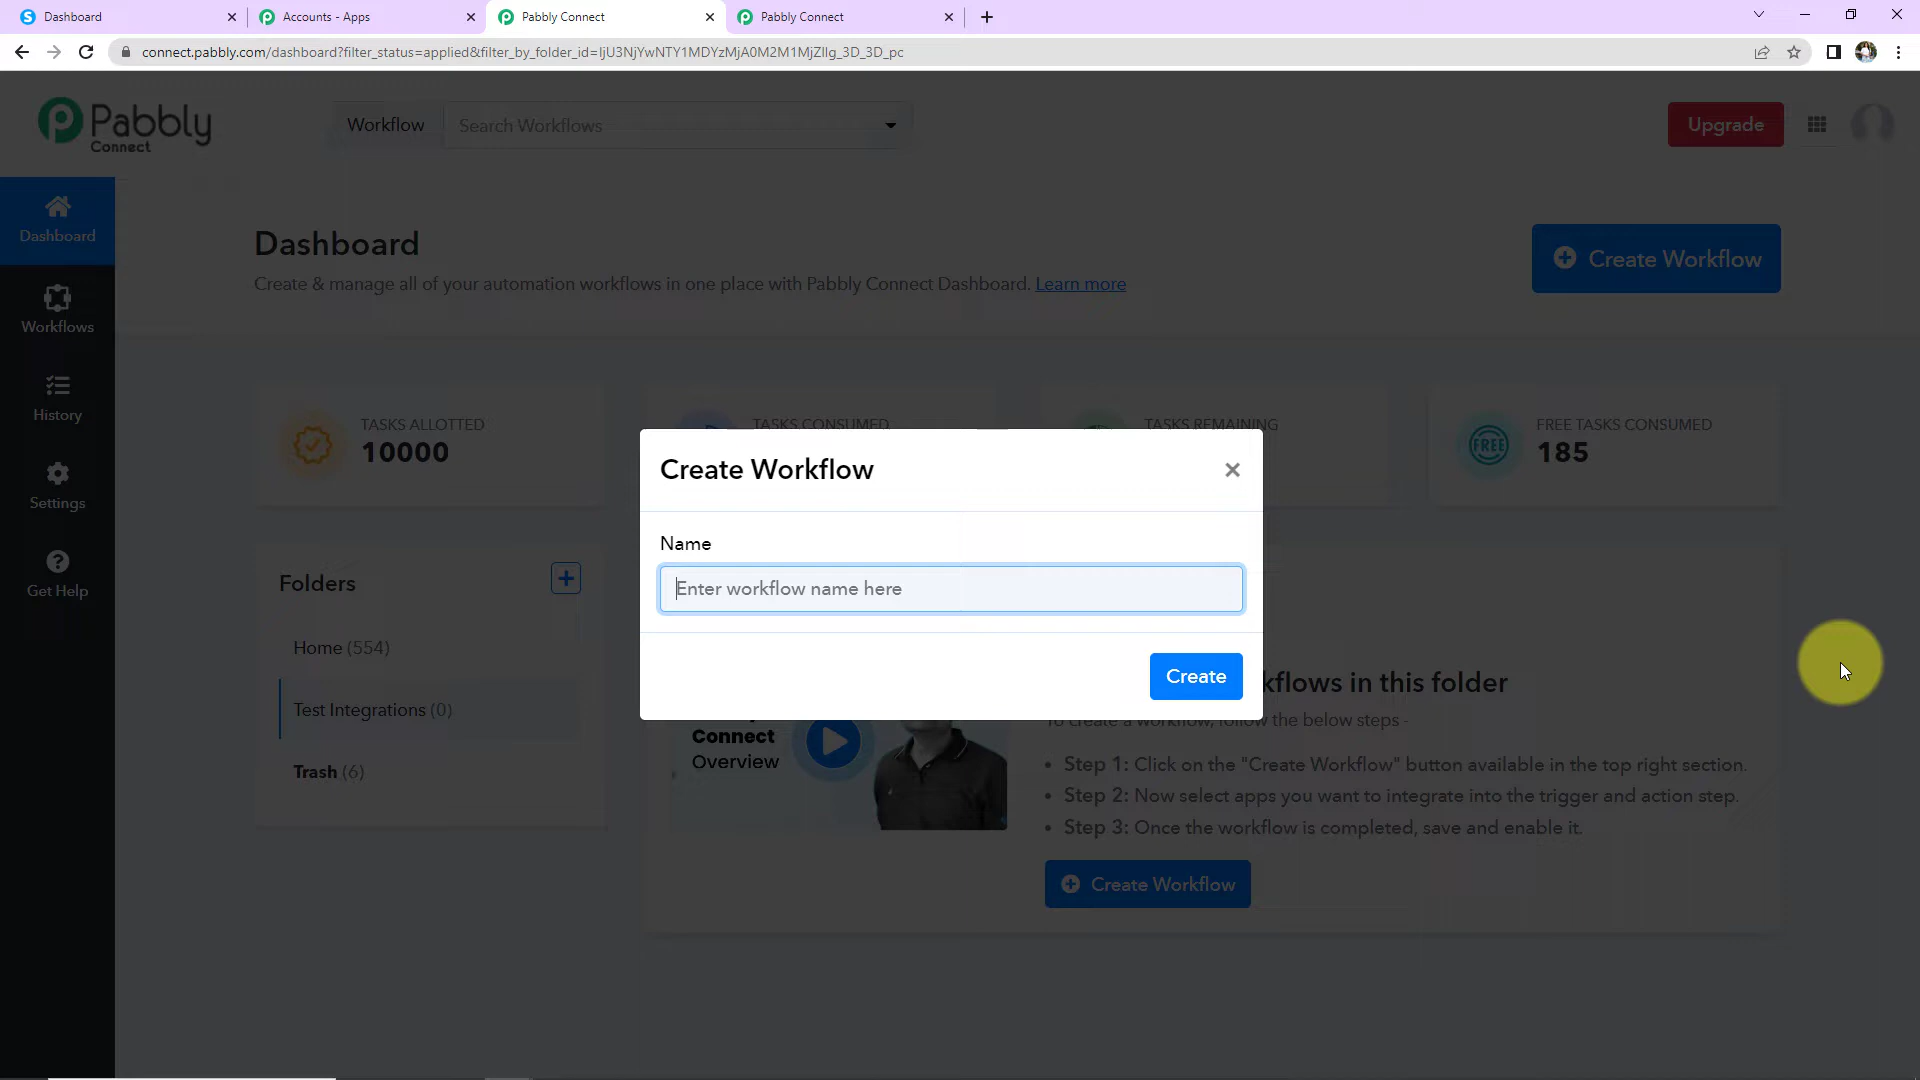 Dashboard
Accounts - Apps
Pabbly Connect
Pabbly Connect
connect.pabbly.com/dashboard?filter_status=applied&filter_by_folder_id=IjU3NjYwNTY1MDYzMjA0M2M1MjZlIg_3D_3D_pc
Pabbly
Connect
Workflow
Search Workflows
Upgrade
Dashboard
Workflows
History
Settings
Get Help
Dashboard
Create & manage all of your automation workflows in one place with Pabbly Connect Dashboard. Learn more
Create Workflow
TASKS ALLOTTED
10000
TASKS CONSUMED
TASKS REMAINING
FREE TASKS CONSUMED
185
FREE
Folders
Home (554)
Test Integrations (0)
Trash (6)
Create Workflow
Name
Enter workflow name here
Create
kflows in this folder
To create a workflow, follow the below steps -
Connect
Overview
Step 1: Click on the "Create Workflow" button available in the top right section.
Step 2: Now select apps you want to integrate into the trigger and action step.
Step 3: Once the workflow is completed, save and enable it.
Create Workflow